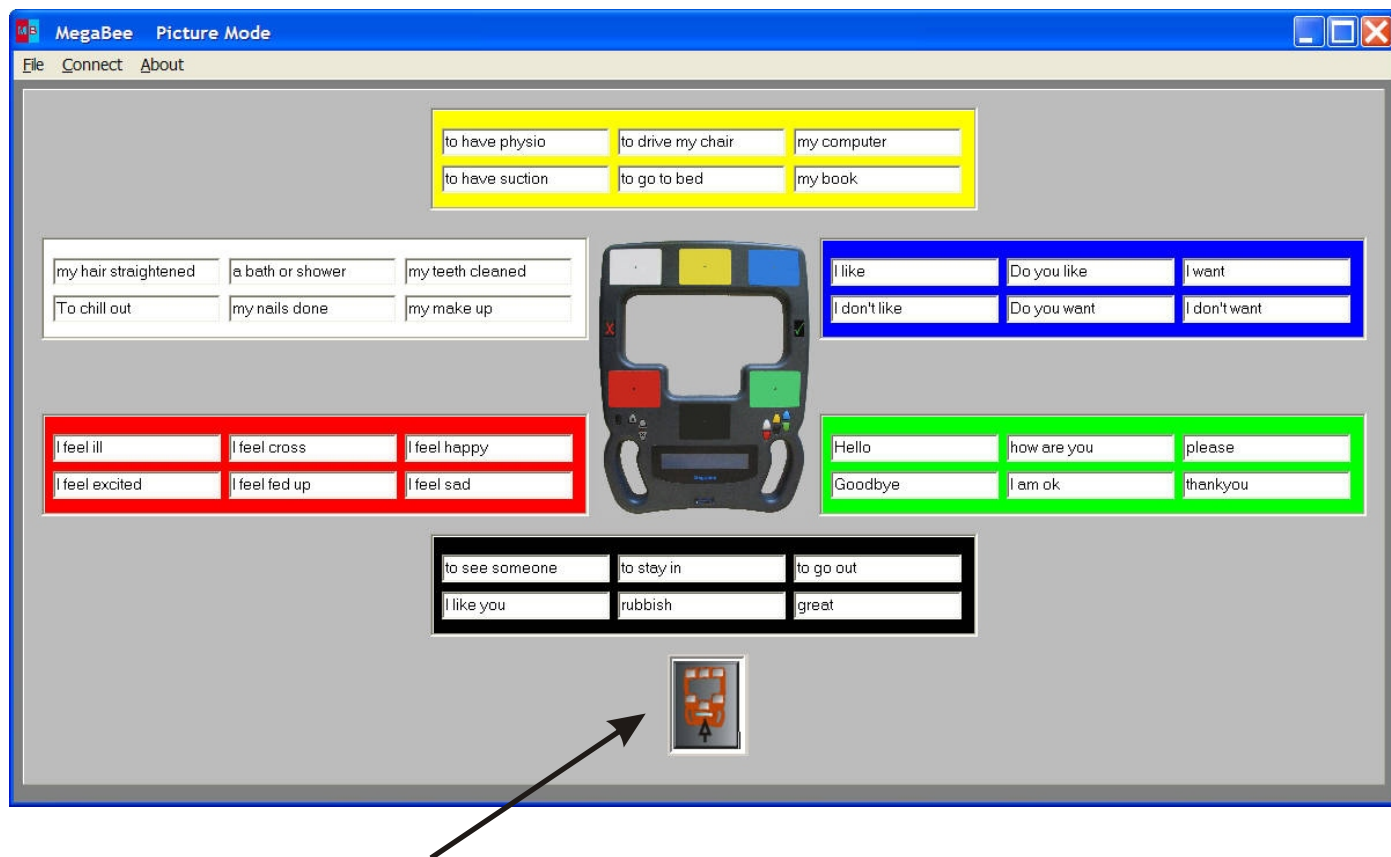 MB MegaBee Picture Mode
File Connect About
to have physio to drive my chair my computer
to have suction to go to bed my book
my hair straightened a bath or shower my teeth cleaned
To chill out my nails done my make up
I like Do you like I want
I don't like Do you want I don't want
I feel ill I feel cross I feel happy
I feel excited I feel fed up I feel sad
Hello how are you please
Goodbye I am ok thankyou
to see someone to stay in to go out
I like you rubbish great